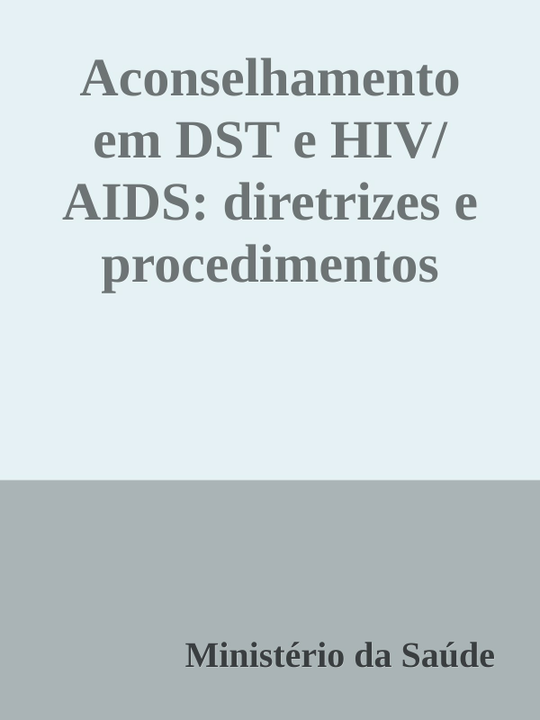 Aconselhamento
em DST e HIV/
AIDS: diretrizes e
procedimentos
Ministério da Saúde